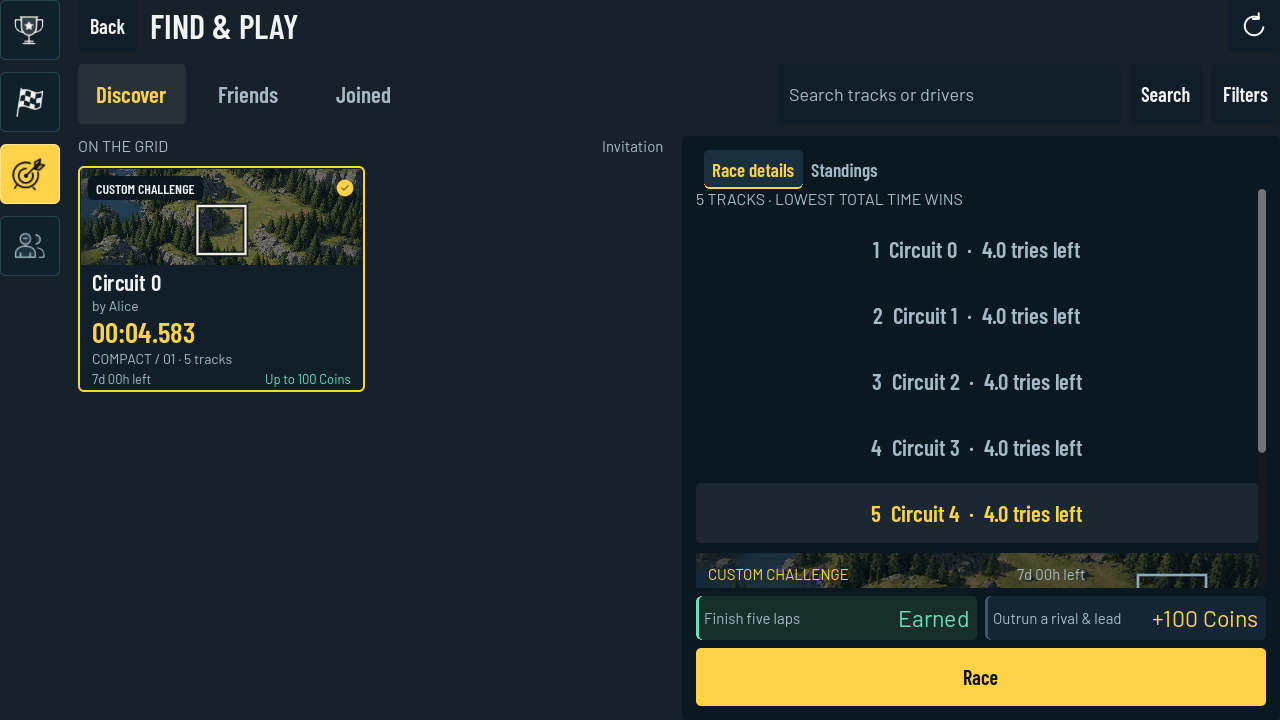 Back
FIND & PLAY
Discover
Friends
Joined
Search tracks or drivers
Search
Filters
ON THE GRID
Invitation
CUSTOM CHALLENGE
Circuit 0
by Alice
00:04.583
COMPACT / 01 · 5 tracks
7d 00h left
Up to 100 Coins
Race details
Standings
5 TRACKS · LOWEST TOTAL TIME WINS
1 Circuit 0 · 4.0 tries left
2 Circuit 1 · 4.0 tries left
3 Circuit 2 · 4.0 tries left
4 Circuit 3 · 4.0 tries left
5 Circuit 4 · 4.0 tries left
CUSTOM CHALLENGE
7d 00h left
Finish five laps
Earned
Outrun a rival & lead
+100 Coins
Race